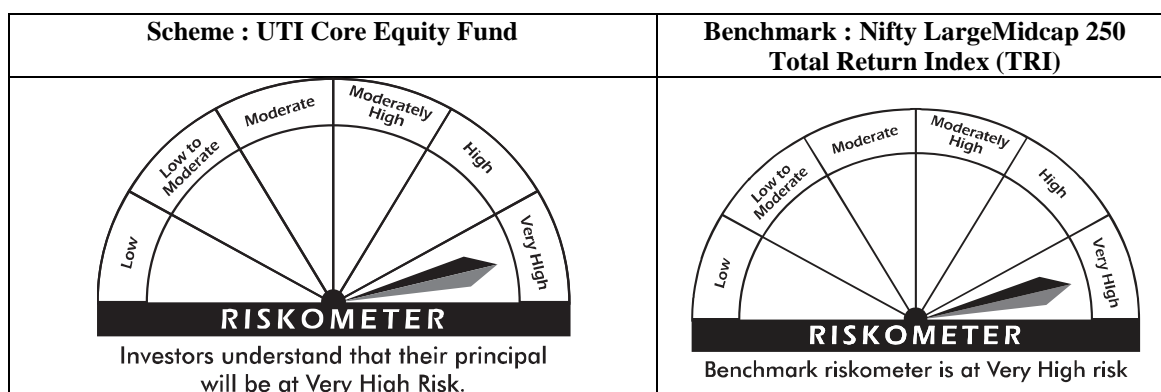 Scheme : UTI Core Equity Fund
Benchmark : Nifty LargeMidcap 250
Total Return Index (TRI)
Low
Low to
Moderate
Moderate
Moderately
High
High
Very HIgh
RISKOMETER
Investors understand that their principal
will be at Very High Risk.
Low
Low to
Moderate
Moderate
Moderately
High
High
Very HIgh
RISKOMETER
Benchmark riskometer is at Very High risk